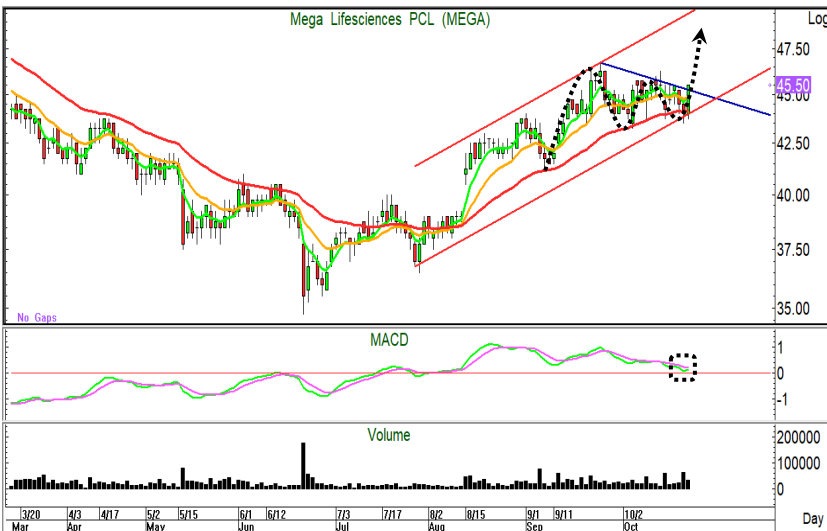 Mega Lifesciences PCL (MEGA)
Log
47.50
45.50
45.00
42.50
40.00
37.50
35.00
No Gaps
MACD
1
0
-1
Volume
200000
100000
0
3/20 4/3 4/17 5/2 5/15 6/1 6/12 7/3 7/17 8/2 8/15 9/1 9/11 10/2
Mar Apr May Jun Jul Aug Sep Oct Day